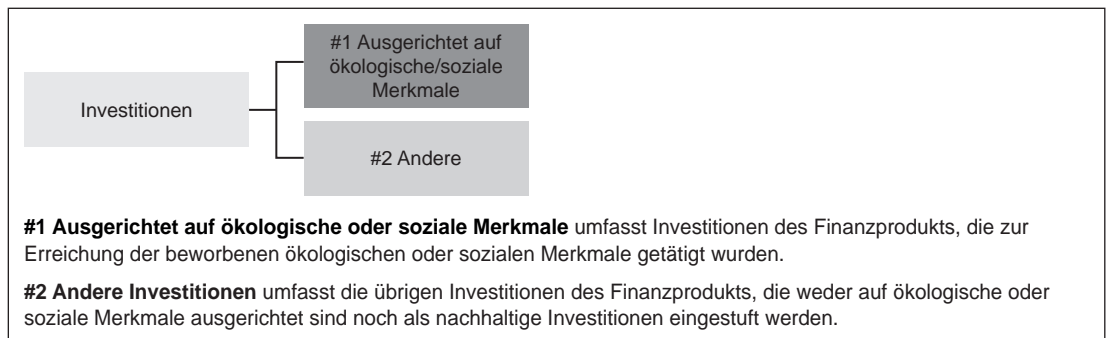 #1 Ausgerichtet auf
ökologische/soziale
Merkmale
Investitionen
#2 Andere
#1 Ausgerichtet auf ökologische oder soziale Merkmale umfasst Investitionen des Finanzprodukts, die zur
Erreichung der beworbenen ökologischen oder sozialen Merkmale getätigt wurden.
#2 Andere Investitionen umfasst die übrigen Investitionen des Finanzprodukts, die weder auf ökologische oder
soziale Merkmale ausgerichtet sind noch als nachhaltige Investitionen eingestuft werden.